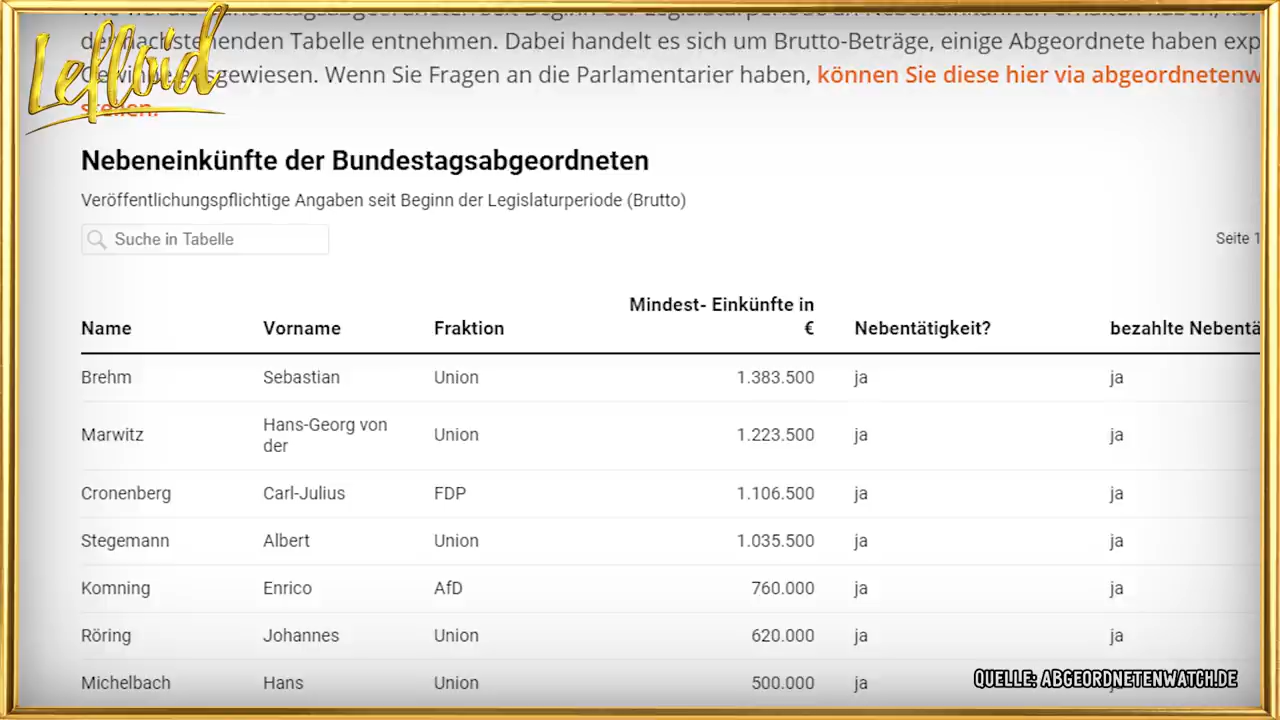 der nachstehenden Tabelle entnehmen. Dabei handelt es sich um Brutto-Beträge, einige Abgeordnete haben exp
ausgewiesen. Wenn Sie Fragen an die Parlamentarier haben, können Sie diese hier via abgeordnetenw
stellen.
Lefloid
Nebeneinkünfte der Bundestagsabgeordneten
Veröffentlichungspflichtige Angaben seit Beginn der Legislaturperiode (Brutto)
Suche in Tabelle
Seite 1
Mindest- Einkünfte in
Name Vorname Fraktion € Nebentätigkeit? bezahlte Nebentä
Brehm Sebastian Union 1.383.500 ja ja
Hans-Georg von
Marwitz Union 1.223.500 ja ja
der
Cronenberg Carl-Julius FDP 1.106.500 ja ja
Stegemann Albert Union 1.035.500 ja ja
Komning Enrico AfD 760.000 ja ja
Röring Johannes Union 620.000 ja ja
Michelbach Hans Union 500.000 ja
QUELLE: ABGEORDNETENWATCH.DE